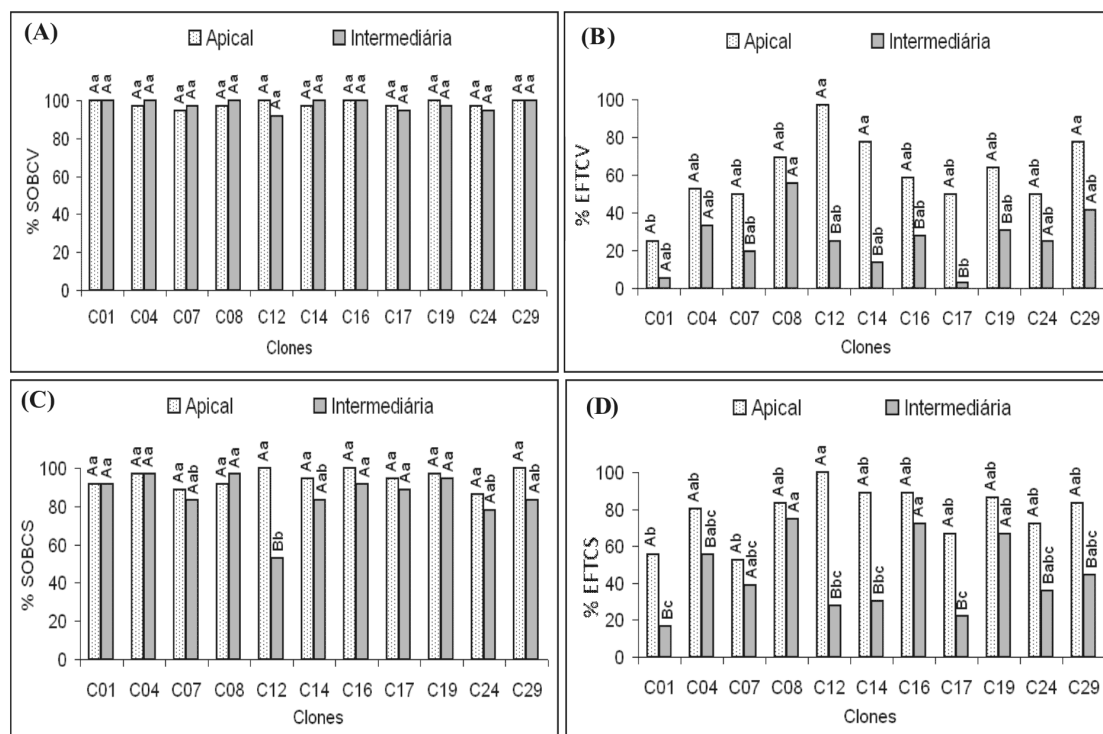 (A)
Apical Intermediária
Aa Aa Aa Aa Aa Aa Aa Aa Aa Aa Aa Aa Aa Aa Aa Aa Aa Aa Aa Aa Aa Aa
% SOBCV
100
80
60
40
20
0
C01 C04 C07 C08 C12 C14 C16 C17 C19 C24 C29
Clones
(B)
Apical Intermediária
Ab Aab Aab Aab Aab Bab Aab Aa Aa Bab Aa Bab Aab Bab Aab Bb Aab Bab Aab Aab Aa Aab
% EFTCV
100
80
60
40
20
0
C01 C04 C07 C08 C12 C14 C16 C17 C19 C24 C29
Clones
(C)
Apical Intermediária
Aa Aa Aa Aa Aa Aab Aa Aa Aa Bb Aa Aab Aa Aa Aa Aa Aa Aa Aa Aab Aa Aab
% SOBCS
100
80
60
40
20
0
C01 C04 C07 C08 C12 C14 C16 C17 C19 C24 C29
Clones
(D)
Apical Intermediária
Ab Bc Aab Babc Ab Aabc Aab Aa Aa Bbc Aab Bbc Aab Aa Aab Bc Aab Aab Aab Babc Aab Babc
% EFTCS
100
80
60
40
20
0
C01 C04 C07 C08 C12 C14 C16 C17 C19 C24 C29
Clones